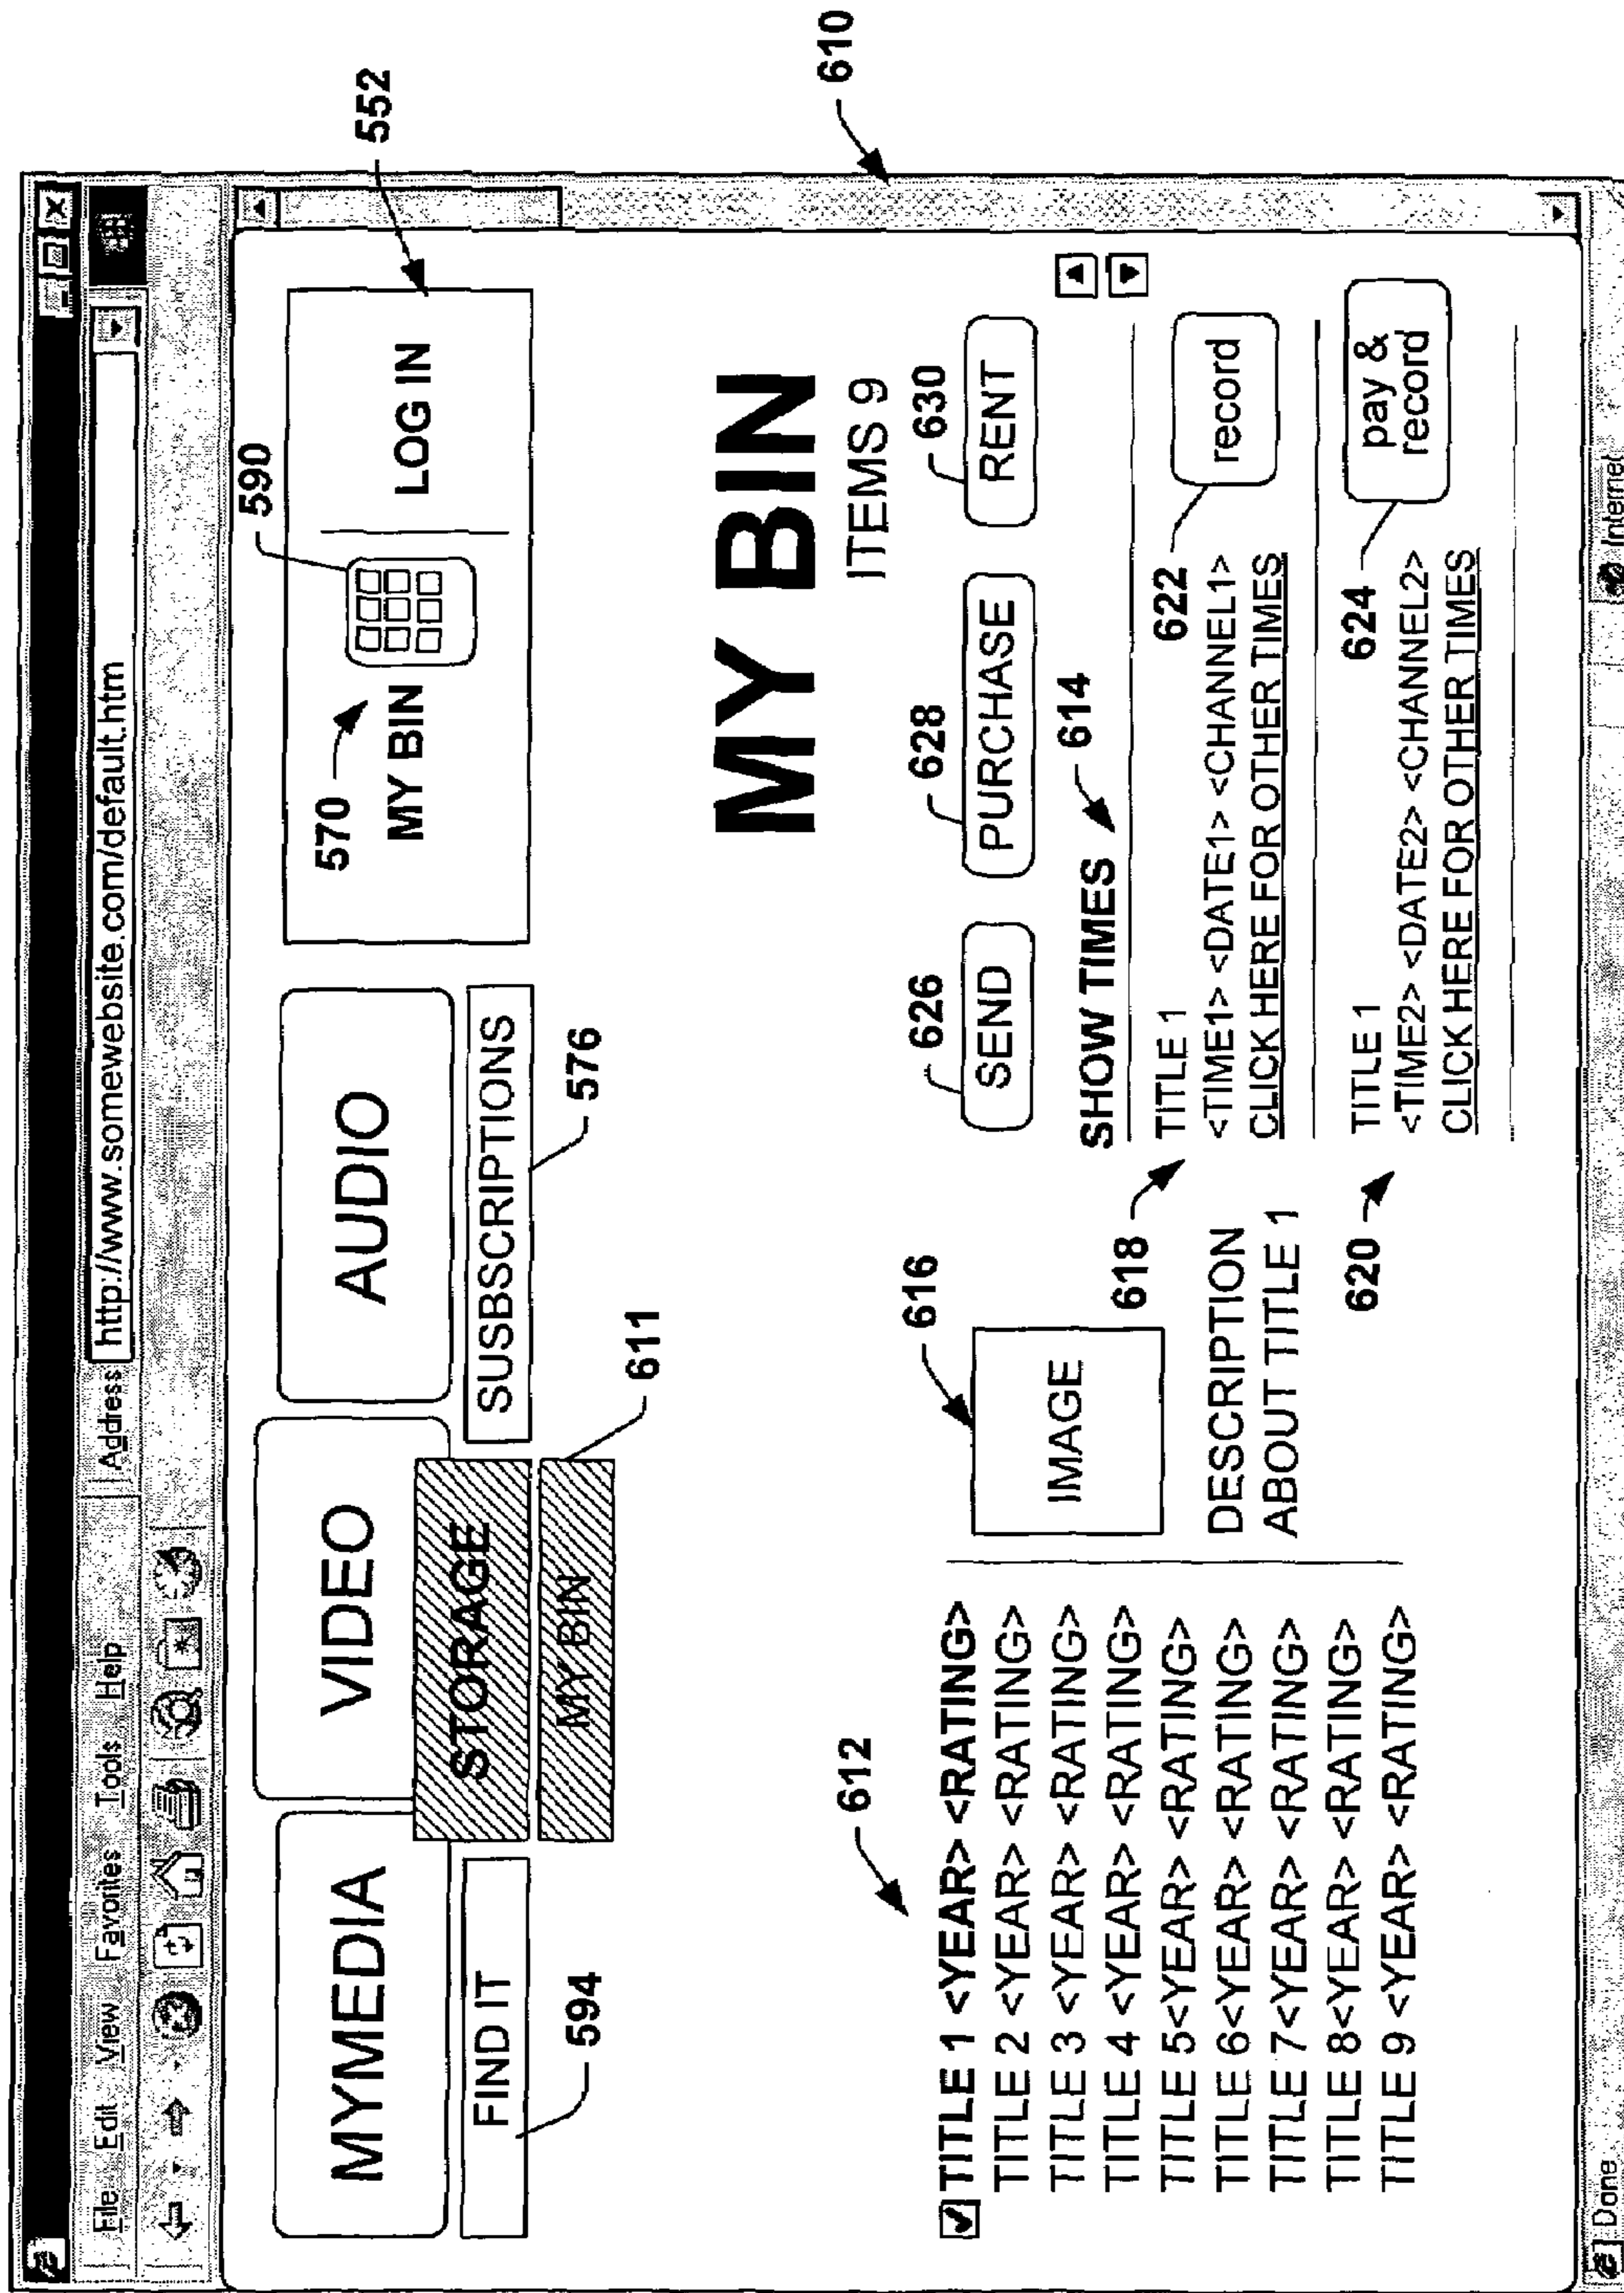 File Edit View Favorites Tools Help
Address http://www.somewebsite.com/default.htm
MYMEDIA
VIDEO
AUDIO
FIND IT
594
STORAGE
MY BIN
611
SUSBSCRIPTIONS
576
570
MY BIN
590
LOG IN
552
610
MY BIN
ITEMS 9
612
TITLE 1 <YEAR> <RATING>
TITLE 2 <YEAR> <RATING>
TITLE 3 <YEAR> <RATING>
TITLE 4 <YEAR> <RATING>
TITLE 5<YEAR> <RATING>
TITLE 6<YEAR> <RATING>
TITLE 7<YEAR> <RATING>
TITLE 8<YEAR> <RATING>
TITLE 9 <YEAR> <RATING>
616
IMAGE
DESCRIPTION
ABOUT TITLE 1
626
SEND
628
PURCHASE
630
RENT
SHOW TIMES
614
618
TITLE 1
<TIME1> <DATE1> <CHANNEL1>
CLICK HERE FOR OTHER TIMES
622
record
620
TITLE 1
<TIME2> <DATE2> <CHANNEL2>
CLICK HERE FOR OTHER TIMES
624
pay &
record
Done
Internet